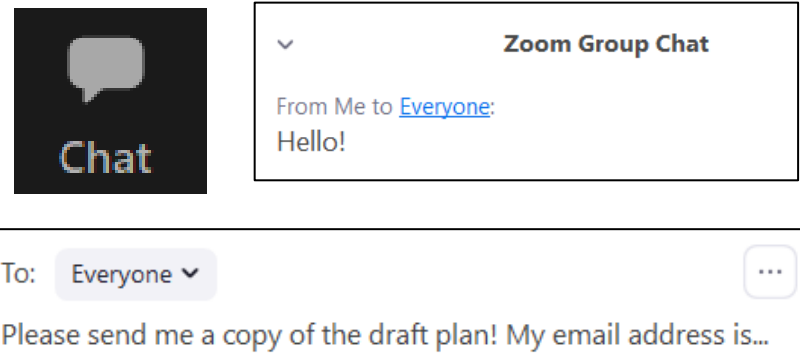 Chat
Zoom Group Chat
From Me to Everyone:
Hello!
To: Everyone
Please send me a copy of the draft plan! My email address is...